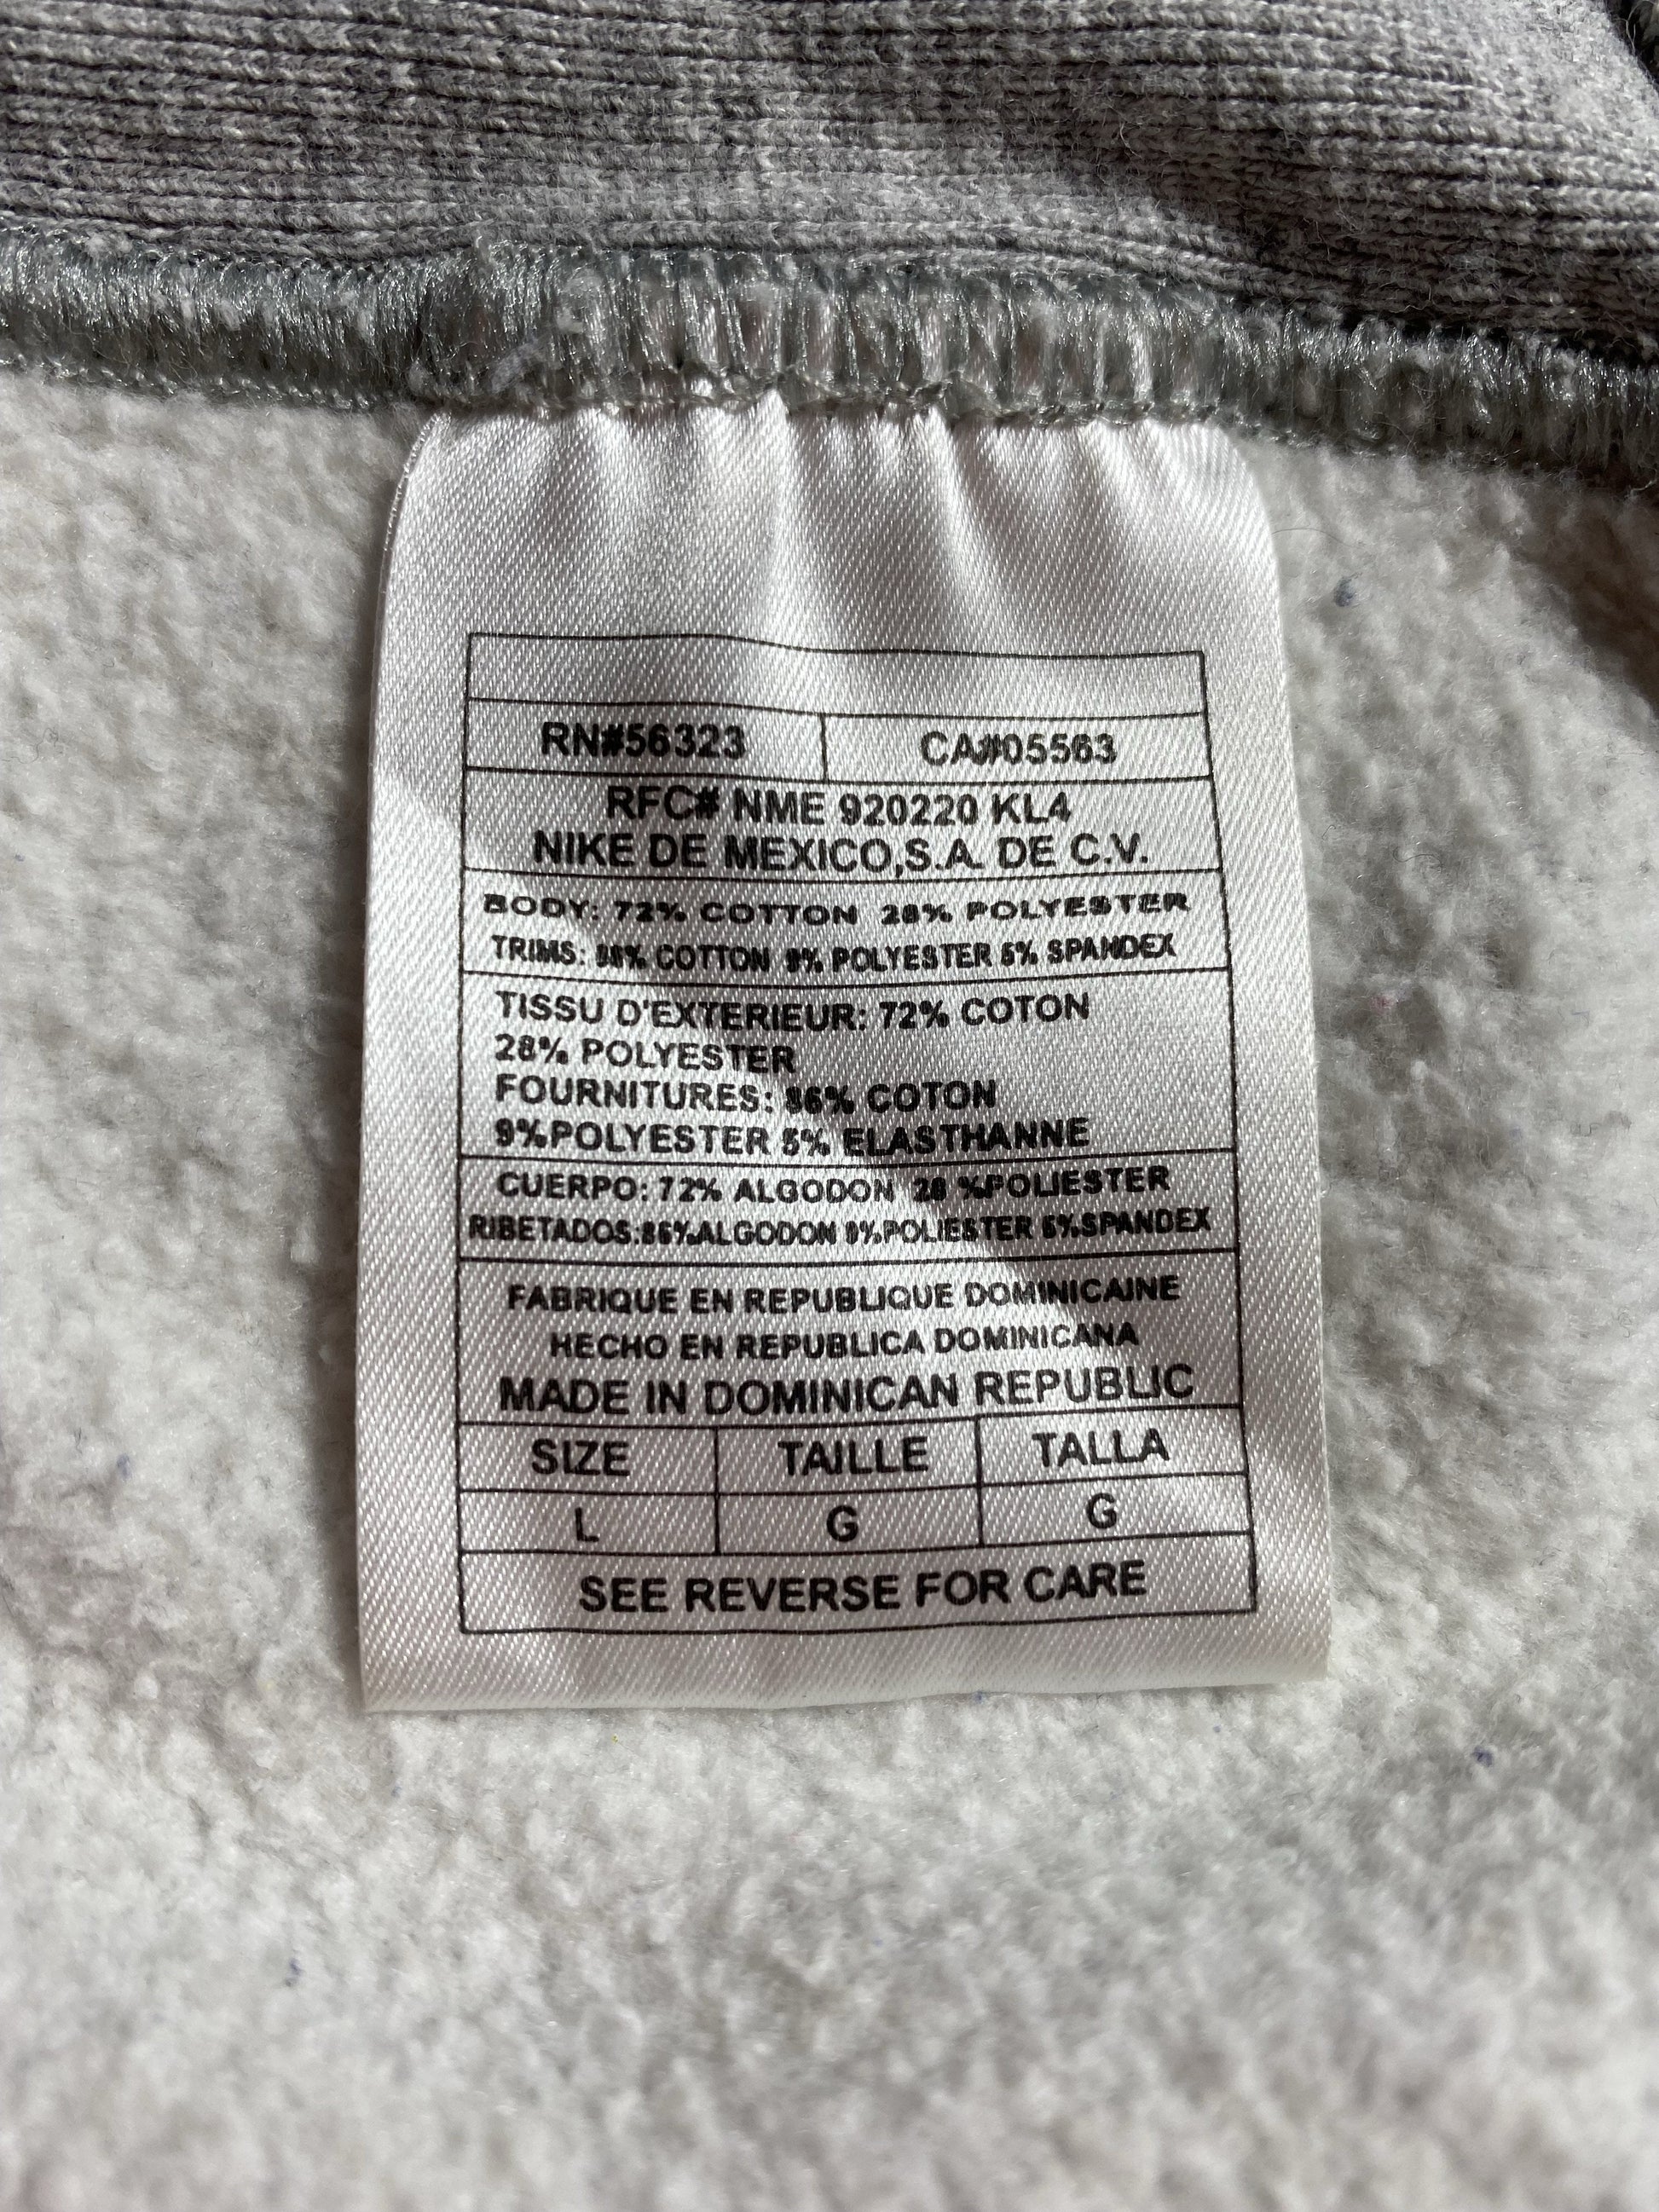 RN#56323 CA#05563
RFC# NME 920220 KL4
NIKE DE MEXICO,S.A. DE C.V.
BODY: 72% COTTON 28% POLYESTER
TRIMS: COTTON 9% POLYESTER 5% SPANDEX
TISSU D'EXTERIEUR: 72% COTON
28% POLYESTER
FOURNITURES: 86% COTON
9%POLYESTER 5% ELASTHANNE
CUERPO: 72% ALGODON 28 %POLIESTER
RIBETADOS:86%ALGODON 9%POLIESTER 5%SPANDEX
FABRIQUE EN REPUBLIQUE DOMINICAINE
HECHO EN REPUBLICA DOMINICANA
MADE IN DOMINICAN REPUBLIC
SIZE TAILLE TALLA
L G G
SEE REVERSE FOR CARE